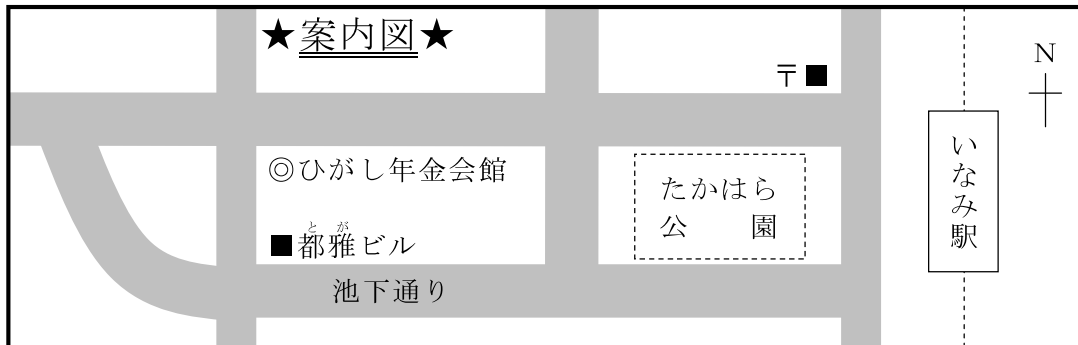 ★案内図★
N
〒■
◎ひがし年金会館
たかはら
公園
いなみ駅
とが
■都雅ビル
池下通り